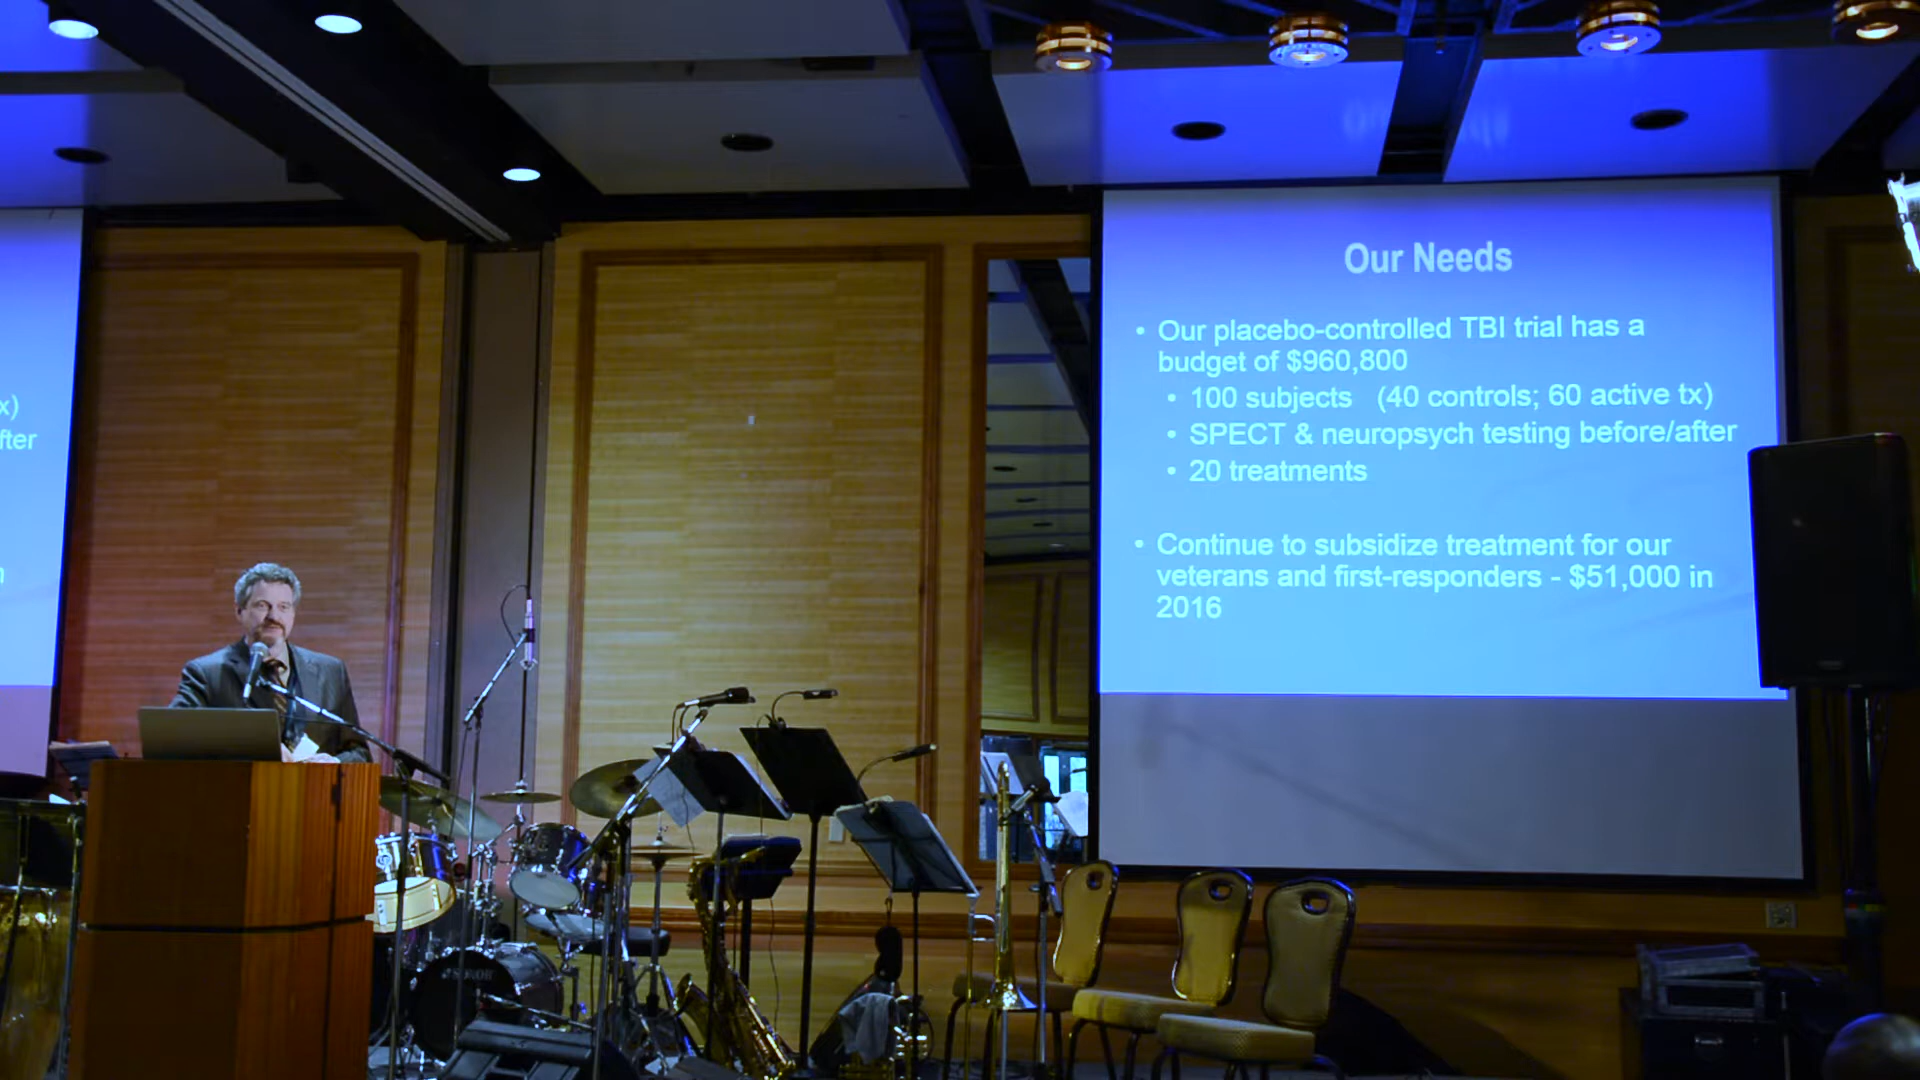 Our Needs
• Our placebo-controlled TBI trial has a
budget of $960,800
• 100 subjects (40 controls; 60 active tx)
• SPECT & neuropsych testing before/after
• 20 treatments
• Continue to subsidize treatment for our
veterans and first-responders - $51,000 in
2016
x)
fter
n
SONOR